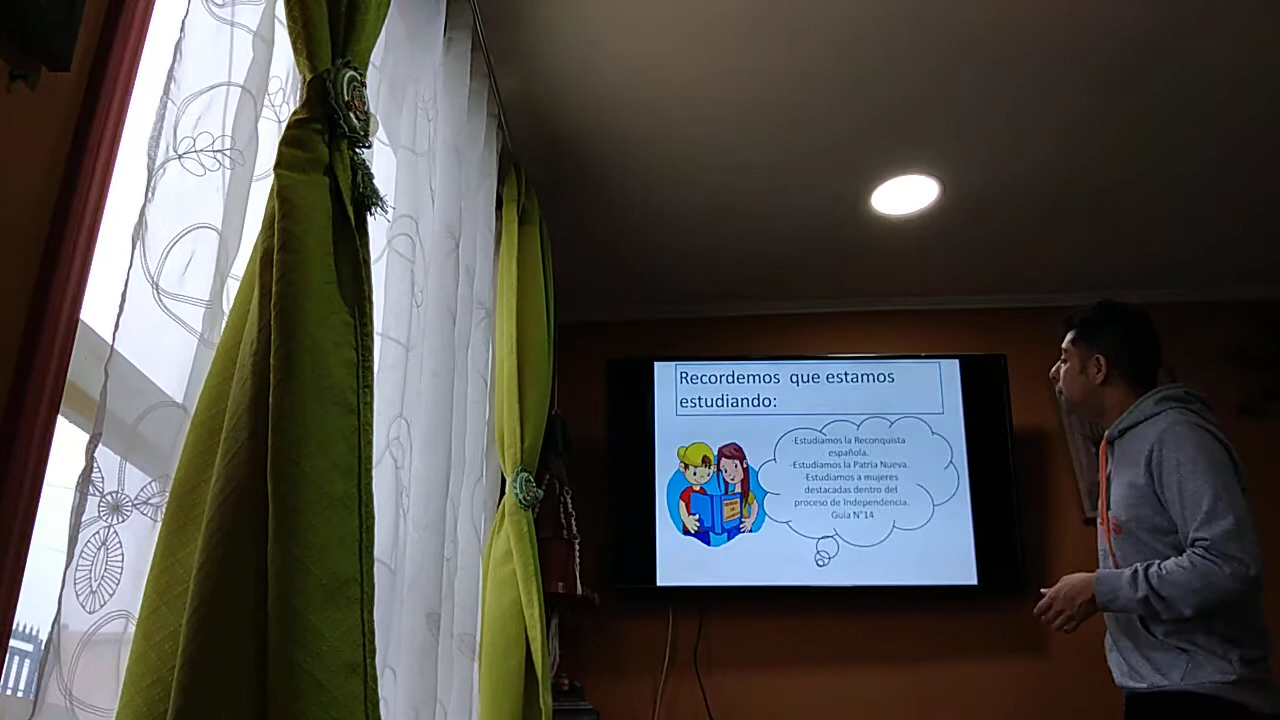 Recordemos que estamos
estudiando:
-Estudiamos la Reconquista
española.
-Estudiamos la Patria Nueva.
-Estudiamos a mujeres
destacadas dentro del
proceso de Independencia.
Guía N°14